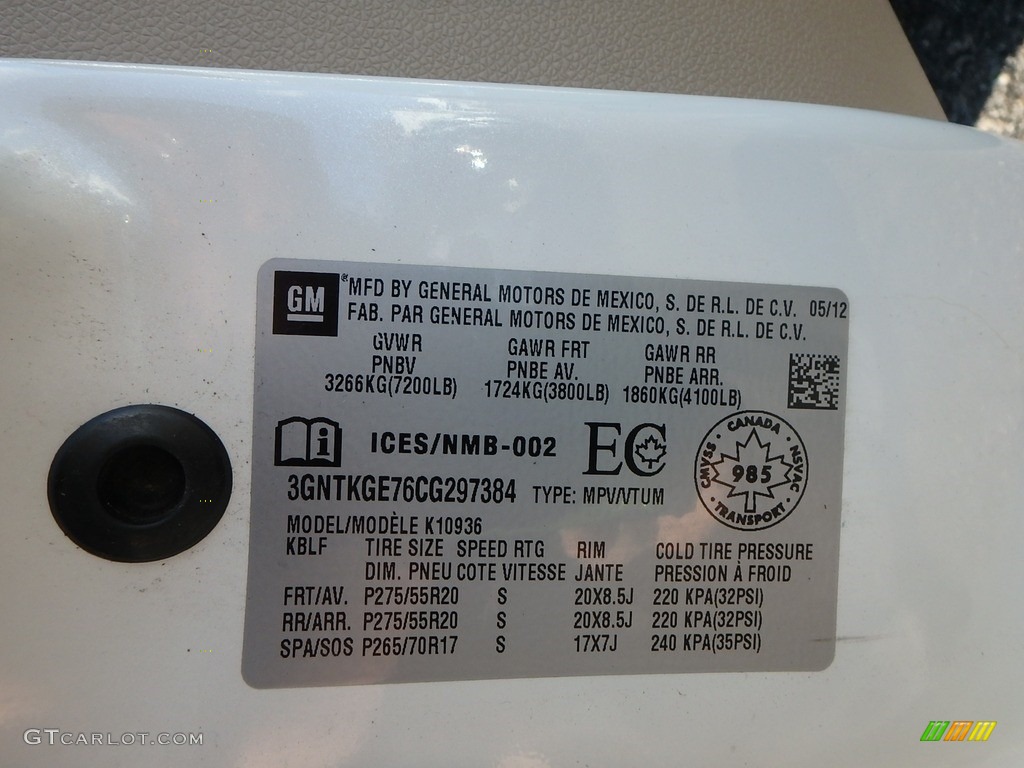 GM ® MFD BY GENERAL MOTORS DE MEXICO, S. DE R.L. DE C.V. 05/12
FAB. PAR GENERAL MOTORS DE MEXICO, S. DE R.L. DE C.V.
GVWR GAWR FRT GAWR RR
PNBV PNBE AV. PNBE ARR.
3266KG(7200LB) 1724KG(3800LB) 1860KG(4100LB)
i ICES/NMB-002 EC
CANADA
CMVSS NSVAC
985
TRANSPORT
3GNTKGE76CG297384 TYPE: MPV/VTUM
MODEL/MODÈLE K10936
KBLF TIRE SIZE SPEED RTG RIM COLD TIRE PRESSURE
DIM. PNEU COTE VITESSE JANTE PRESSION À FROID
FRT/AV. P275/55R20 S 20X8.5J 220 KPA(32PSI)
RR/ARR. P275/55R20 S 20X8.5J 220 KPA(32PSI)
SPA/SOS P265/70R17 S 17X7J 240 KPA(35PSI)
GTCARLOT.COM